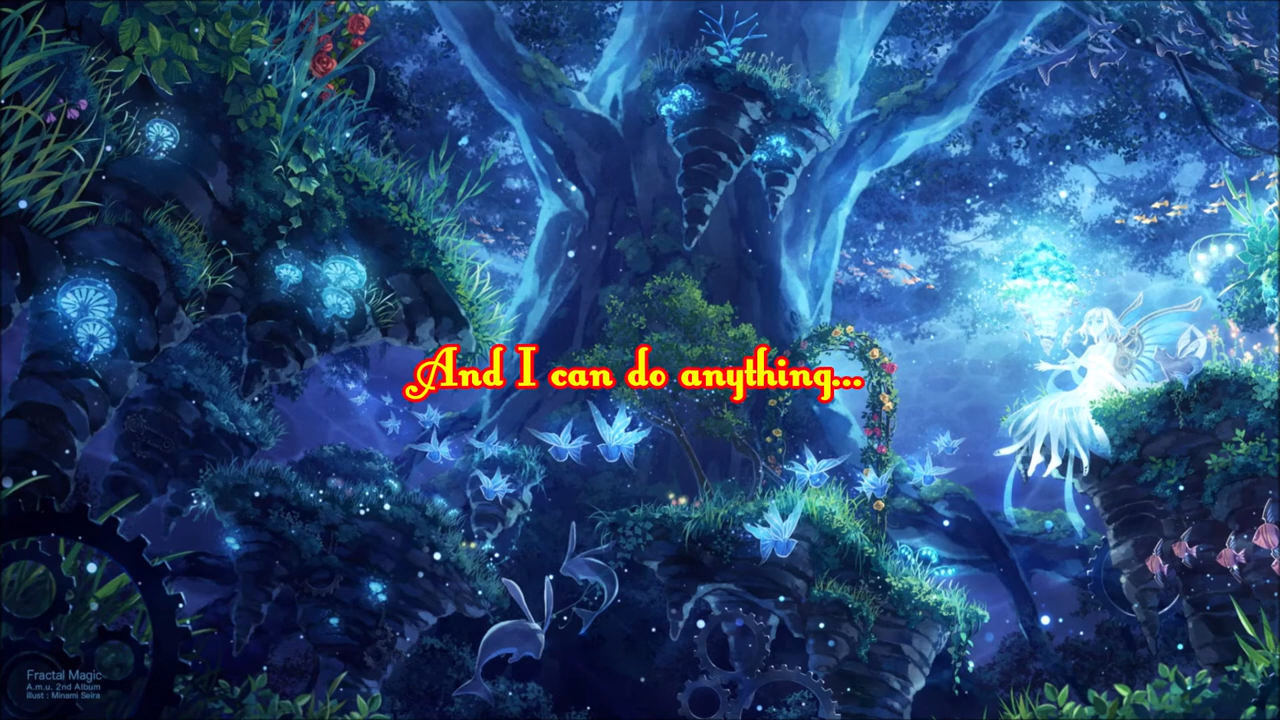 And I can do anything...
Fractal Magic
A.m.u. 2nd Album
illust : Minami Seira